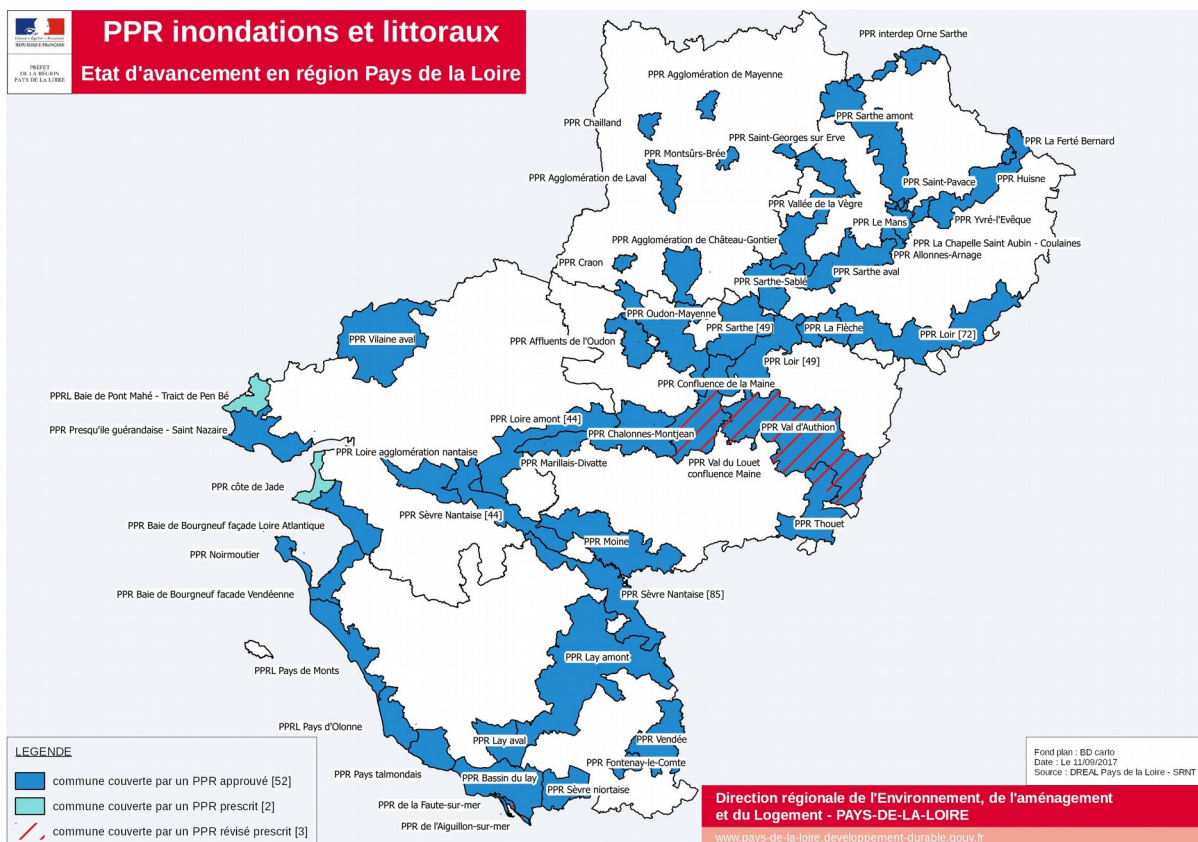 PPR inondations et littoraux
Etat d'avancement en région Pays de la Loire
RÉPUBLIQUE FRANÇAISE
PRÉFET
DE LA RÉGION
PAYS DE LA LOIRE
PPR interdep Orne Sarthe
PPR Agglomération de Mayenne
PPR Chailland
PPR Sarthe amont
PPR Saint-Georges sur Erve
PPR La Ferté Bernard
PPR Montsûrs-Brée
PPR Agglomération de Laval
PPR Saint-Pavace
PPR Huisne
PPR Vallée de la Vègre
PPR Le Mans
PPR Yvré-l'Evêque
PPR Agglomération de Château-Gontier
PPR La Chapelle Saint Aubin - Coulaines
PPR Allonnes-Arnage
PPR Craon
PPR Sarthe aval
PPR Sarthe-Sablé
PPR Oudon-Mayenne
PPR Sarthe [49]
PPR La Flèche
PPR Loir [72]
PPR Vilaine aval
PPR Affluents de l'Oudon
PPR Loir [49]
PPR Confluence de la Maine
PPRL Baie de Pont Mahé - Traict de Pen Bé
PPR Loire amont [44]
PPR Presqu'ile guérandaise - Saint Nazaire
PPR Chalonnes-Montjean
PPR Val d'Authion
PPR Loire agglomération nantaise
PPR Marillais-Divatte
PPR Val du Louet
confluence Maine
PPR côte de Jade
PPR Sèvre Nantaise [44]
PPR Thouet
PPR Baie de Bourgneuf façade Loire Atlantique
PPR Moine
PPR Noirmoutier
PPR Baie de Bourgneuf facade Vendéenne
PPR Sèvre Nantaise [85]
PPR Lay amont
PPRL Pays de Monts
PPRL Pays d'Olonne
PPR Lay aval
PPR Vendée
PPR Fontenay-le-Comte
PPR Pays talmondais
PPR Bassin du lay
PPR Sèvre niortaise
PPR de la Faute-sur-mer
PPR de l'Aiguillon-sur-mer
LEGENDE
commune couverte par un PPR approuvé [52]
commune couverte par un PPR prescrit [2]
commune couverte par un PPR révisé prescrit [3]
Fond plan : BD carto
Date : Le 11/09/2017
Source : DREAL Pays de la Loire - SRNT
Direction régionale de l'Environnement, de l'aménagement
et du Logement - PAYS-DE-LA-LOIRE
www.pays-de-la-loire.developpement-durable.gouv.fr